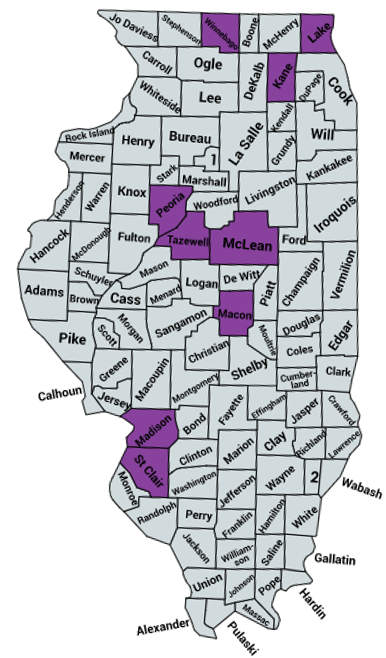 Jo Daviess
Stephenson
Winnebago
Boone
McHenry
Lake
Carroll
Ogle
DeKalb
Kane
DuPage
Cook
Whiteside
Lee
Kendall
Will
Rock Island
Henry
Bureau
1
La Salle
Grundy
Mercer
Kankakee
Henderson
Warren
Knox
Stark
Marshall
Peoria
Woodford
Livingston
Iroquois
Hancock
McDonough
Fulton
Tazewell
McLean
Ford
Mason
Logan
De Witt
Piatt
Champaign
Vermilion
Adams
Schuyler
Brown
Cass
Menard
Macon
Pike
Scott
Morgan
Sangamon
Christian
Moultrie
Douglas
Edgar
Coles
Shelby
Calhoun
Greene
Macoupin
Montgomery
Cumber-
land
Clark
Jersey
Madison
Bond
Fayette
Effingham
Jasper
Crawford
St Clair
Clinton
Marion
Clay
Richland
Lawrence
Monroe
Washington
Jefferson
Wayne
2
Wabash
Randolph
Perry
Franklin
Hamilton
White
Jackson
William-
son
Saline
Gallatin
Union
Johnson
Pope
Hardin
Massac
Alexander
Pulaski